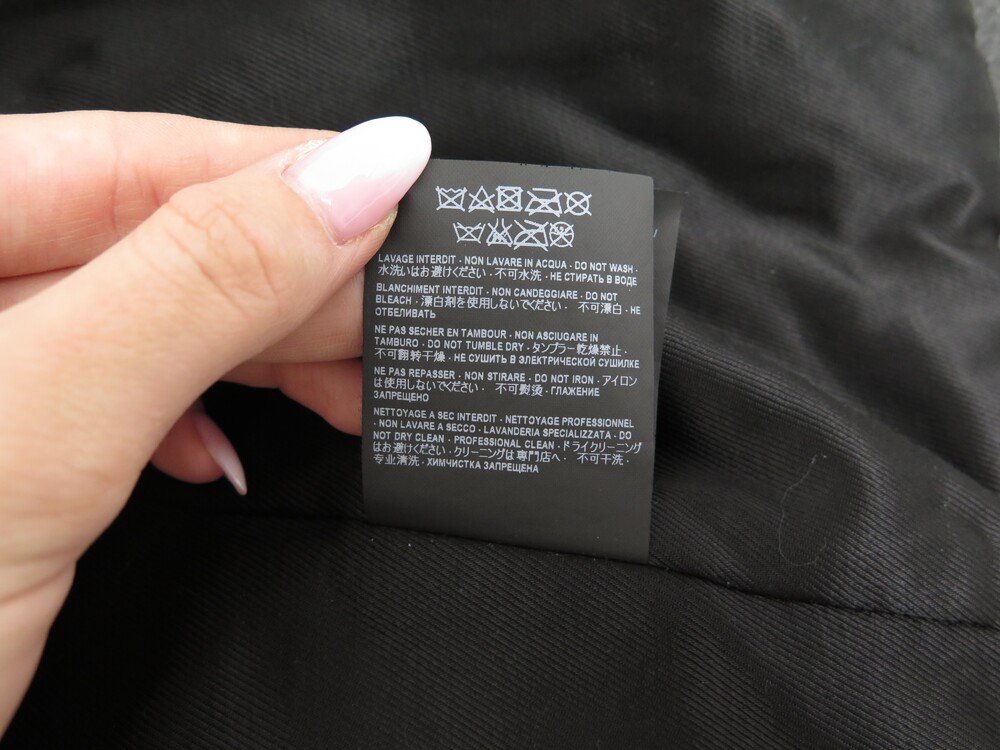 LAVAGE INTERDIT - NON LAVARE IN ACQUA - DO NOT WASH -
水洗いはお避けください - 不可水洗 - НЕ СТИРАТЬ В ВОДЕ
BLANCHIMENT INTERDIT - NON CANDEGGIARE - DO NOT
BLEACH - 漂白剤を使用しないでください - 不可漂白 - НЕ
ОТБЕЛИВАТЬ
NE PAS SECHER EN TAMBOUR - NON ASCIUGARE IN
TAMBURO - DO NOT TUMBLE DRY - タンブラー乾燥禁止 -
不可翻转干燥 - НЕ СУШИТЬ В ЭЛЕКТРИЧЕСКОЙ СУШИЛКЕ
NE PAS REPASSER - NON STIRARE - DO NOT IRON - アイロン
は使用しないでください - 不可熨烫 - ГЛАЖЕНИЕ
ЗАПРЕЩЕНО
NETTOYAGE A SEC INTERDIT - NETTOYAGE PROFESSIONNEL
- NON LAVARE A SECCO - LAVANDERIA SPECIALIZZATA - DO
NOT DRY CLEAN - PROFESSIONAL CLEAN - ドライクリーニング
はお避けください - クリーニングは専門店へ - 不可干洗 -
专业清洗 - ХИМЧИСТКА ЗАПРЕЩЕНА